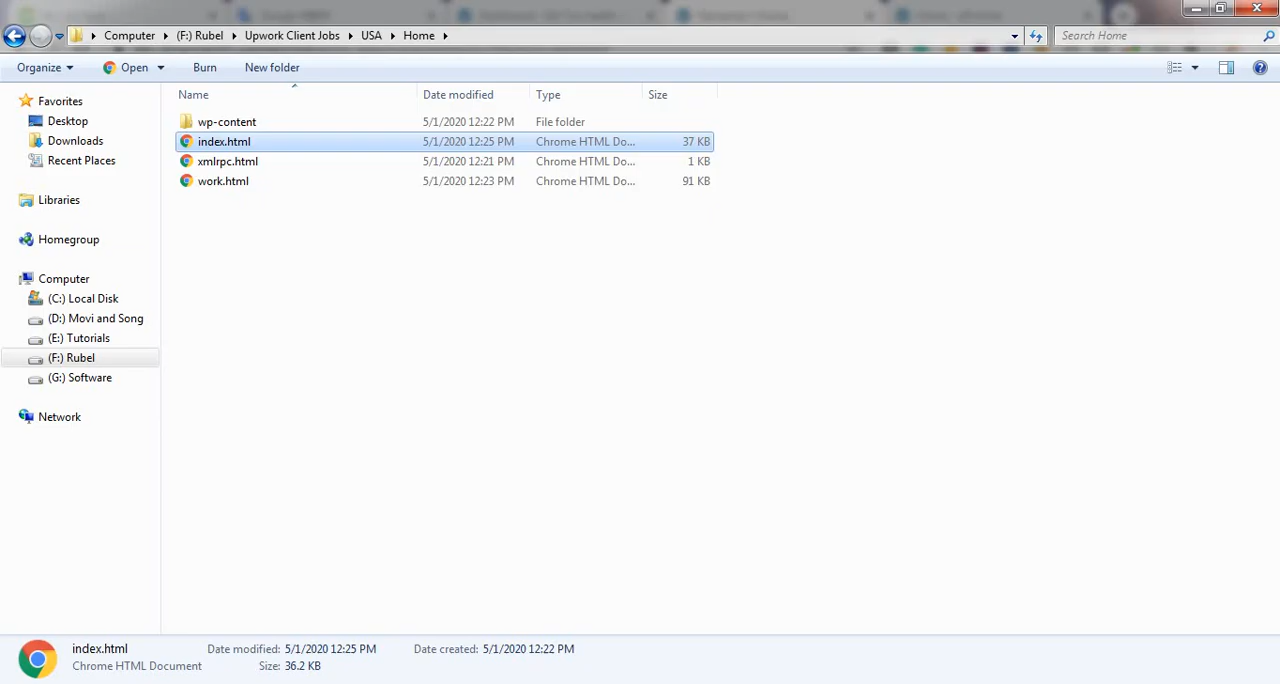 Computer (F:) Rubel Upwork Client Jobs USA Home Search Home
Organize Open Burn New folder
Name Date modified Type Size
Favorites
Desktop
Downloads
Recent Places
Libraries
Homegroup
Computer
(C:) Local Disk
(D:) Movi and Song
(E:) Tutorials
(F:) Rubel
(G:) Software
Network
wp-content 5/1/2020 12:22 PM File folder
index.html 5/1/2020 12:25 PM Chrome HTML Do... 37 KB
xmlrpc.html 5/1/2020 12:21 PM Chrome HTML Do... 1 KB
work.html 5/1/2020 12:23 PM Chrome HTML Do... 91 KB
index.html Date modified: 5/1/2020 12:25 PM Date created: 5/1/2020 12:22 PM
Chrome HTML Document Size: 36.2 KB